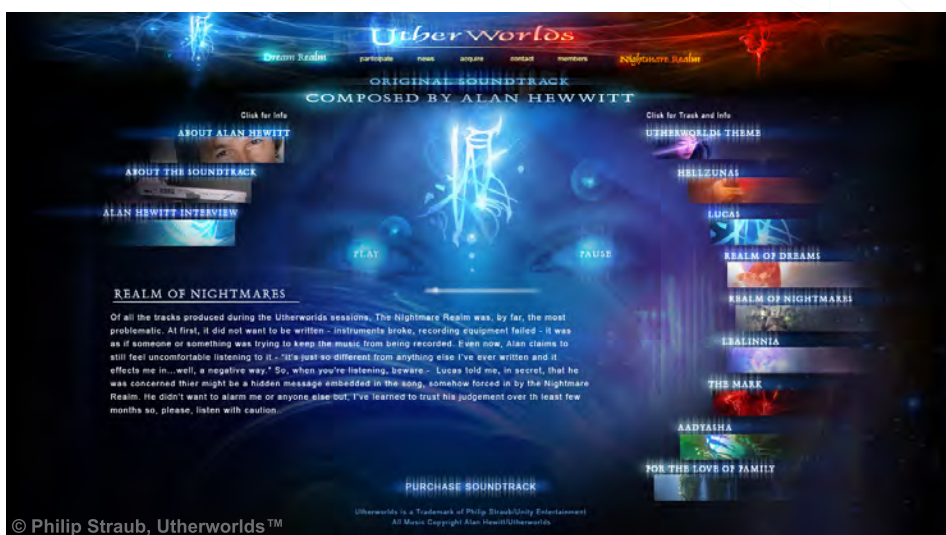 UtherWorlds
Dream Realm participate news acquire contact members Nightmare Realm
ORIGINAL SOUNDTRACK
COMPOSED BY ALAN HEWWITT
Click for Info
ABOUT ALAN HEWITT
ABOUT THE SOUNDTRACK
ALAN HEWITT INTERVIEW
PLAY
PAUSE
Click for Track and Info
UTHERWORLDS THEME
HELLZUNAS
LUCAS
REALM OF DREAMS
REALM OF NIGHTMARES
LEALINNIA
THE MARK
AADYASHA
FOR THE LOVE OF FAMILY
REALM OF NIGHTMARES
Of all the tracks produced during the Utherworlds sessions, The Nightmare Realm was, by far, the most
problematic. At first, it did not want to be written - instruments broke, recording equipment failed - it was
as if someone or something was trying to keep the music from being recorded. Even now, Alan claims to
still feel uncomfortable listening to it - "it's just so different from anything else I've ever written and it
effects me in...well, a negative way." So, when you're listening, beware - Lucas told me, in secret, that he
was concerned thier might be a hidden message embedded in the song, somehow forced in by the Nightmare
Realm. He didn't want to alarm me or anyone else but, I've learned to trust his judgement over th least few
months so, please, listen with caution..
PURCHASE SOUNDTRACK
Utherworlds is a Trademark of Philip Straub/Unity Entertainment
All Music Copyright Alan Hewitt/Utherworlds
© Philip Straub, Utherworlds™